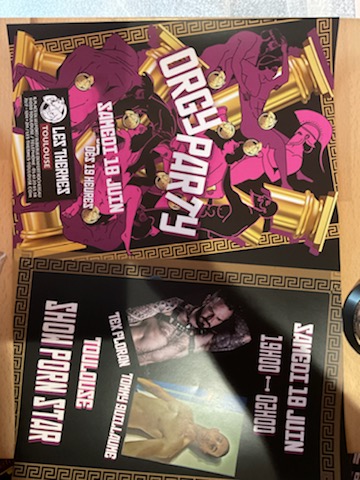 ORGY PARTY
SAMEDI 18 JUIN
DÈS 19 HEURES
LES THERMES
TOULOUSE
SAMEDI 18 JUIN
19H00 02H00
TEX FLORAN
TOMMY GUILLAUME
TOULOUSE
SHOW PORN STAR